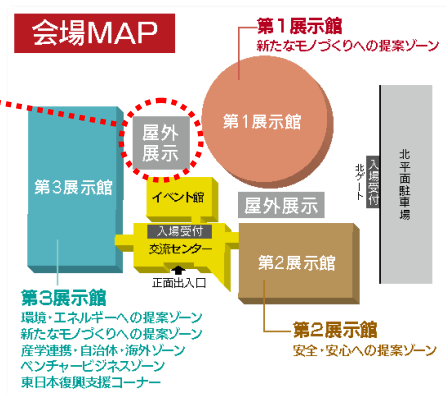 会場MAP
第1展示館
新たなモノづくりへの提案ゾーン
第1展示館
屋外
展示
第3展示館
イベント館
屋外展示
入場受付
交流センター
正面出入口
第2展示館
北ゲート
入場受付
北平面駐車場
第3展示館
環境・エネルギーへの提案ゾーン
新たなモノづくりへの提案ゾーン
産学連携・自治体・海外ゾーン
ベンチャービジネスゾーン
東日本復興支援コーナー
第2展示館
安全・安心への提案ゾーン